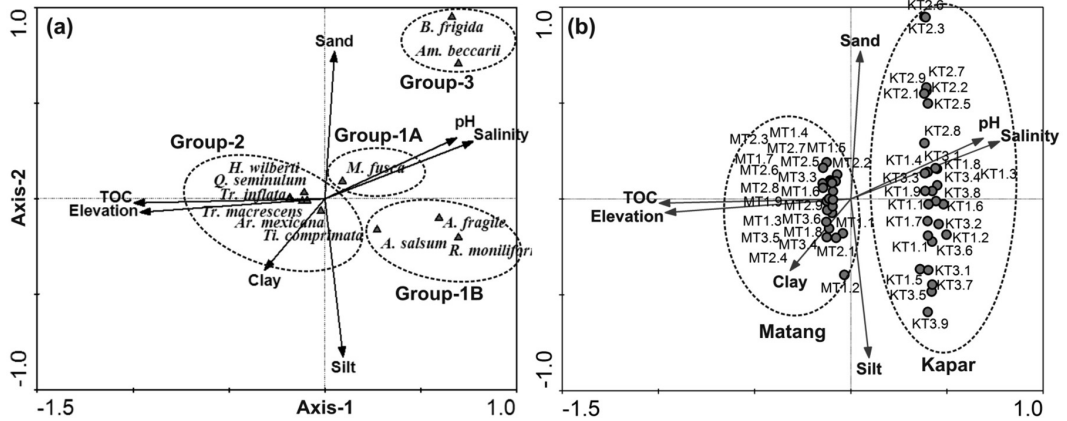 (a)
1.0
Axis-2
-1.0
-1.5
Axis-1
1.0
Sand
B. frigida
Am. beccarii
Group-3
pH
Salinity
Group-1A
M. fusca
Group-2
H. wilberti
Q. seminulum
Tr. inflata
Tr. macrescens
Ar. mexicana
Ti. comprimata
TOC
Elevation
Clay
A. fragile
A. salsum
Group-1B
Silt
(b)
1.0
-1.0
-1.5
1.0
Sand
KT2.3
KT2.9 KT2.7
KT2.1 KT2.2
KT2.5
pH
KT2.8
Salinity
MT2.3 MT1.4
MT2.7 MT1.5
MT1.7 MT2.5 MT2.2
MT2.6
MT3.3
MT2.8 MT1.6
MT1.9 MT2.9
MT1.3 MT3.6
MT3.5 MT1.8
MT3.4 MT2.1
MT2.4
MT1.2
KT1.4 KT1.8
KT1.3
KT3.3 KT3.4
KT1.9 KT3.8
KT1.1 KT1.6
KT1.7 KT3.2
KT1.2
KT1.1 KT3.6
KT3.1
KT1.5 KT3.7
KT3.5
KT3.9
TOC
Elevation
Clay
Matang
Silt
Kapar